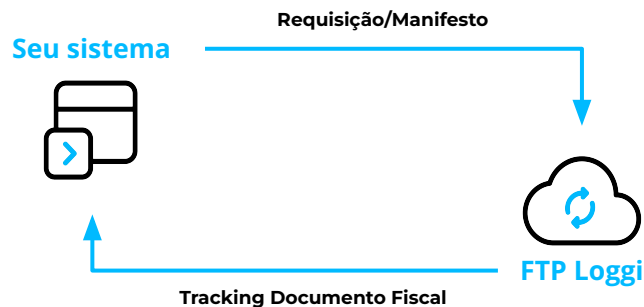 Requisição/Manifesto
Seu sistema
FTP Loggi
Tracking Documento Fiscal